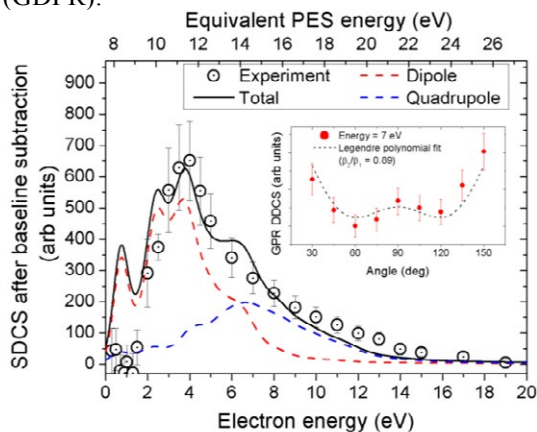 (GDPR).
Equivalent PES energy (eV)
8 10 12 14 16 18 20 22 24 26
Experiment Dipole
Total Quadrupole
SDCS after baseline subtraction
(arb units)
900
800
700
600
500
400
300
200
100
0
GPR DDCS (arb units)
Energy = 7 eV
Legendre polynomial fit
(β₂/β₁ = 0.89)
30 60 90 120 150
Angle (deg)
0 2 4 6 8 10 12 14 16 18 20
Electron energy (eV)